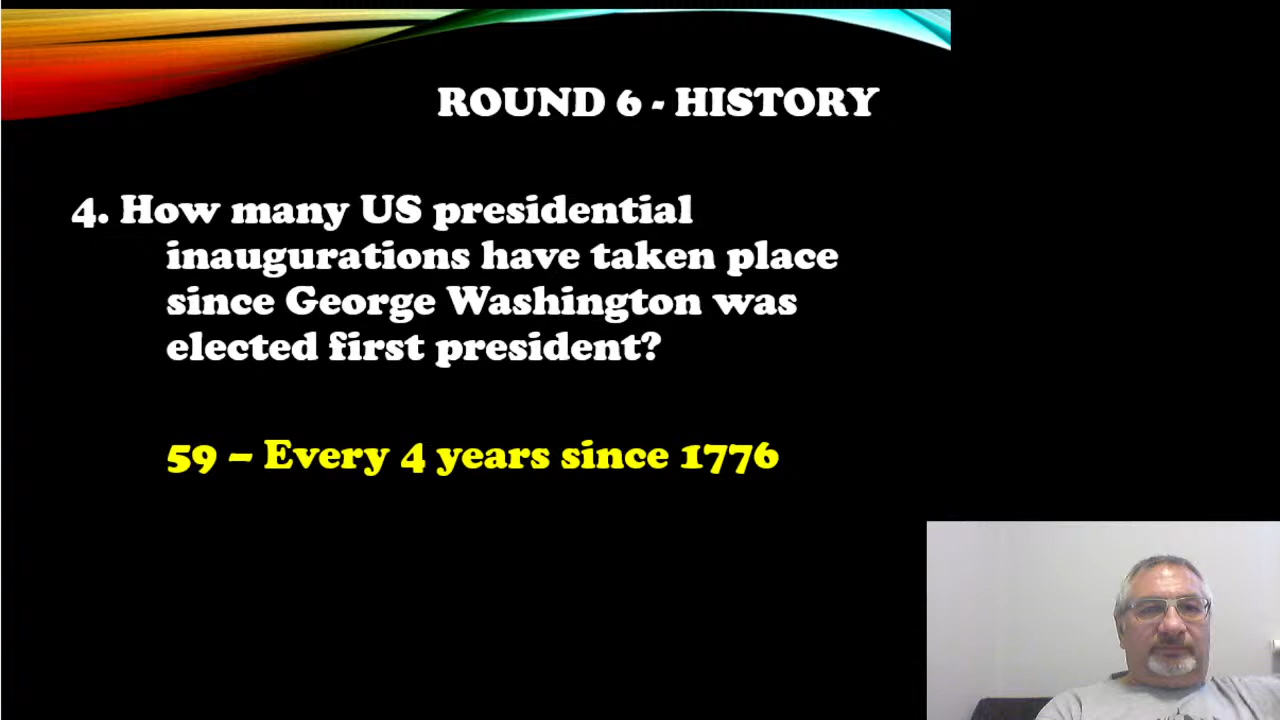 ROUND 6 - HISTORY
4. How many US presidential
inaugurations have taken place
since George Washington was
elected first president?
59 – Every 4 years since 1776